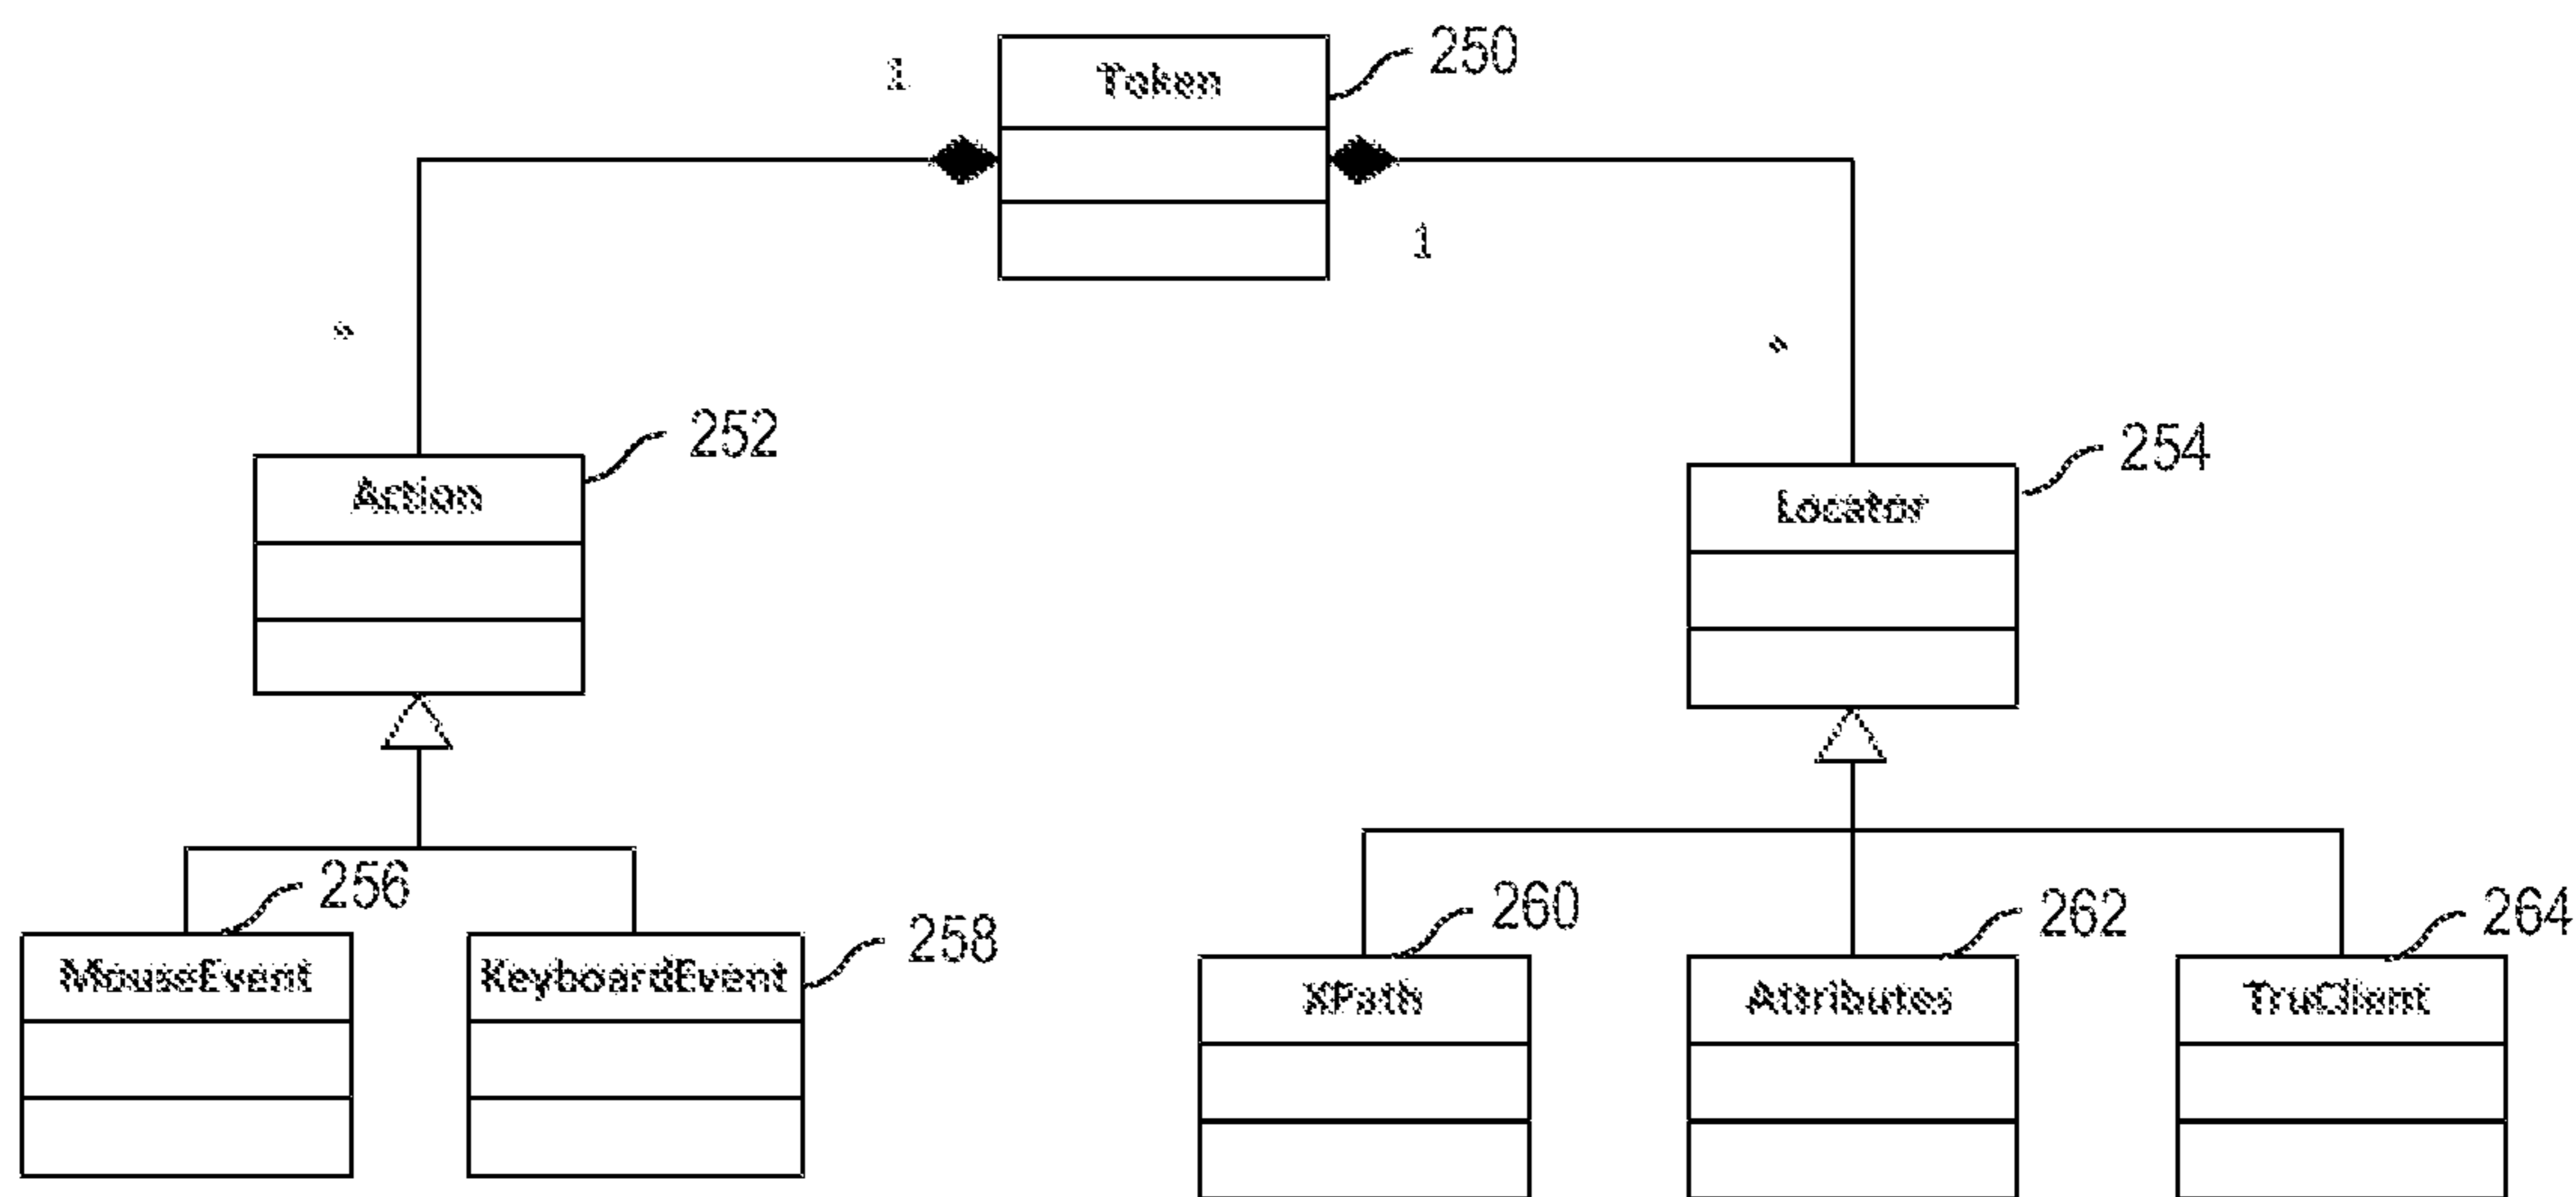 250
1
Token
1
*
*
252
254
Action
Locator
256
258
260
262
264
MouseEvent
KeyboardEvent
XPath
Attributes
TruClient